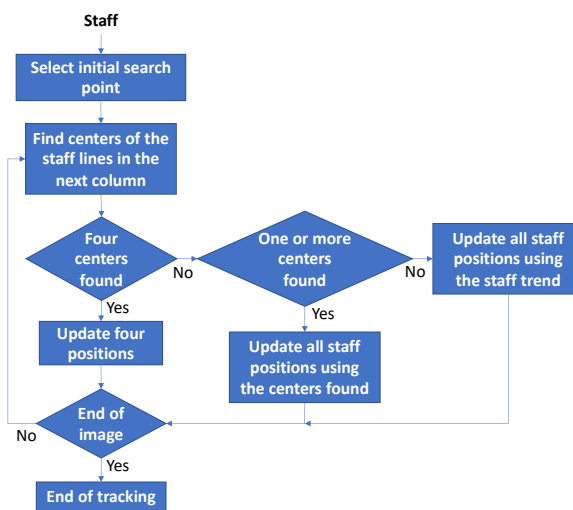 Staff
Select initial search
point
Find centers of the
staff lines in the
next column
Four
centers
found
No
One or more
centers
found
No
Update all staff
positions using
the staff trend
Yes
Update four
positions
Yes
Update all staff
positions using
the centers found
End of
image
No
Yes
End of tracking